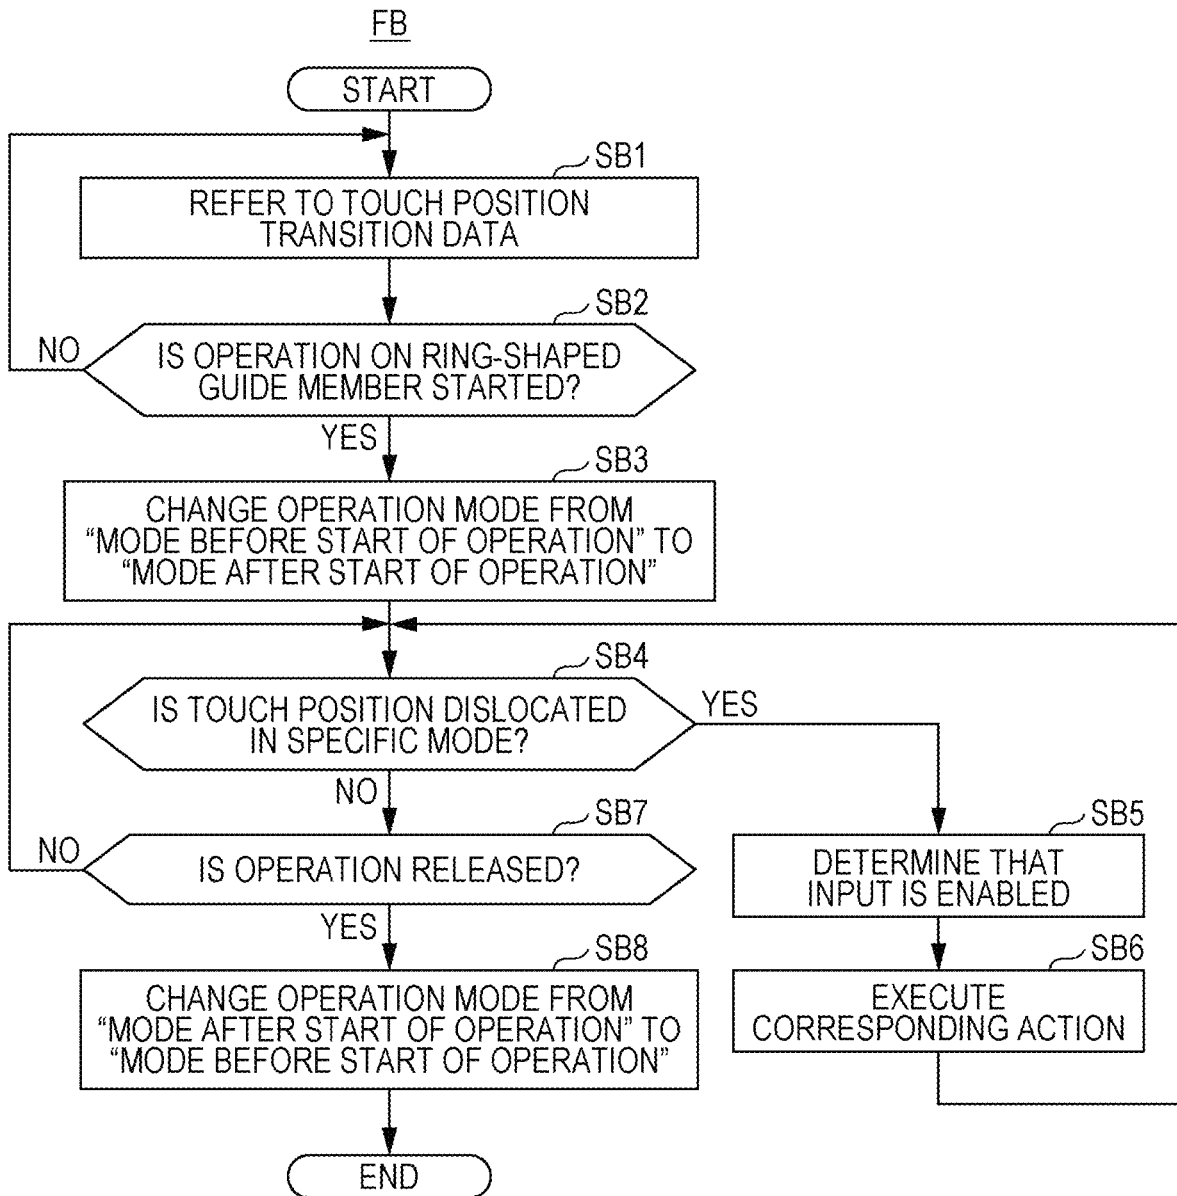 FB
START
SB1
REFER TO TOUCH POSITION
TRANSITION DATA
SB2
NO
IS OPERATION ON RING-SHAPED
GUIDE MEMBER STARTED?
YES
SB3
CHANGE OPERATION MODE FROM
“MODE BEFORE START OF OPERATION” TO
“MODE AFTER START OF OPERATION”
SB4
IS TOUCH POSITION DISLOCATED
IN SPECIFIC MODE?
YES
NO
SB7
NO
IS OPERATION RELEASED?
YES
SB5
DETERMINE THAT
INPUT IS ENABLED
SB6
EXECUTE
CORRESPONDING ACTION
SB8
CHANGE OPERATION MODE FROM
“MODE AFTER START OF OPERATION” TO
“MODE BEFORE START OF OPERATION”
END